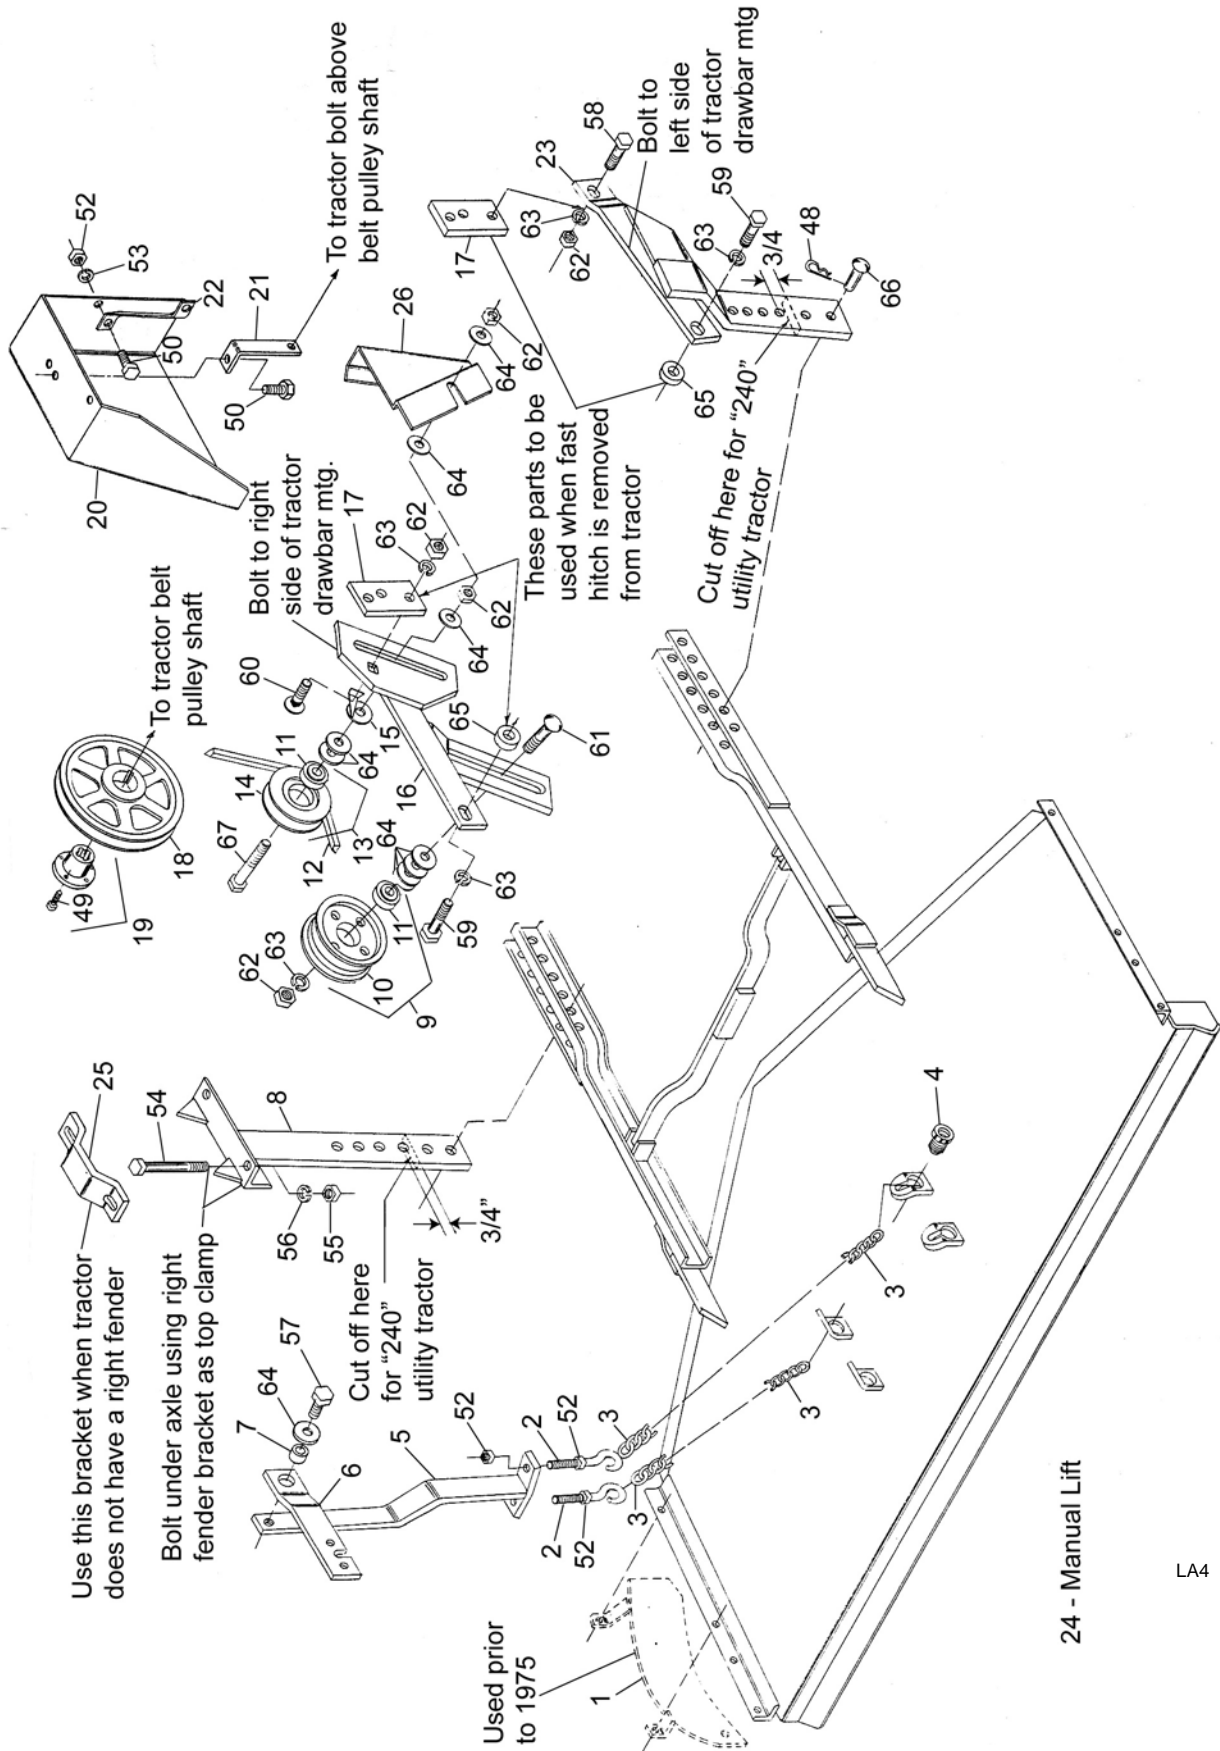 Use this bracket when tractor
does not have a right fender
25
54
Bolt under axle using right
fender bracket as top clamp
8
56
55
57
64
7
6
5
Cut off here
for “240”
utility tractor
3/4”
52
2
52
3
2
52
3
3
3
4
Used prior
to 1975
1
24 - Manual Lift
49
19
18
To tractor belt
pulley shaft
67
14
11
12
13
64
60
15
64
16
62
63
10
9
11
59
63
65
61
Bolt to right
side of tractor
drawbar mtg.
17
63
62
62
64
20
50
52
53
22
21
50
To tractor bolt above
belt pulley shaft
26
64
62
64
These parts to be
used when fast
hitch is removed
from tractor
17
63
62
23
58
Bolt to
left side
of tractor
drawbar mtg
59
63
3/4
48
66
65
Cut off here for “240”
utility tractor
LA4